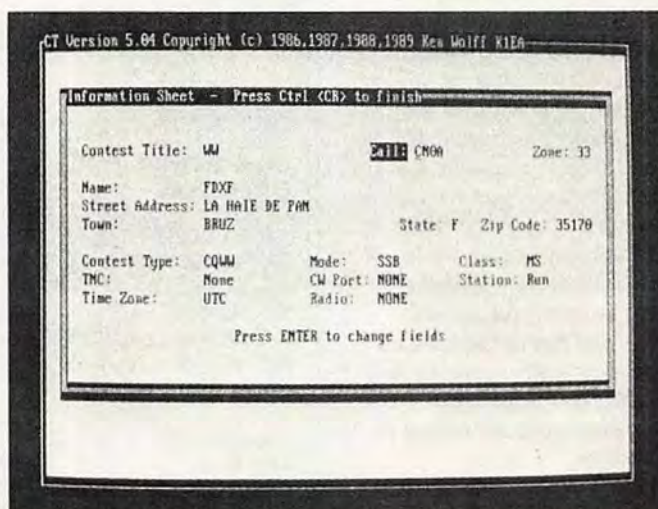 CT Version 5.04 Copyright (c) 1986,1987,1988,1989 Ken Wolff K1EA
Information Sheet - Press Ctrl <CR> to finish
Contest Title: WW Call: CN0A Zone: 33
Name: FDXF
Street Address: LA HAIE DE PAN
Town: BRUZ State: F Zip Code: 35170
Contest Type: CQWW Mode: SSB Class: MS
TNC: None CW Port: NONE Station: Run
Time Zone: UTC Radio: NONE
Press ENTER to change fields